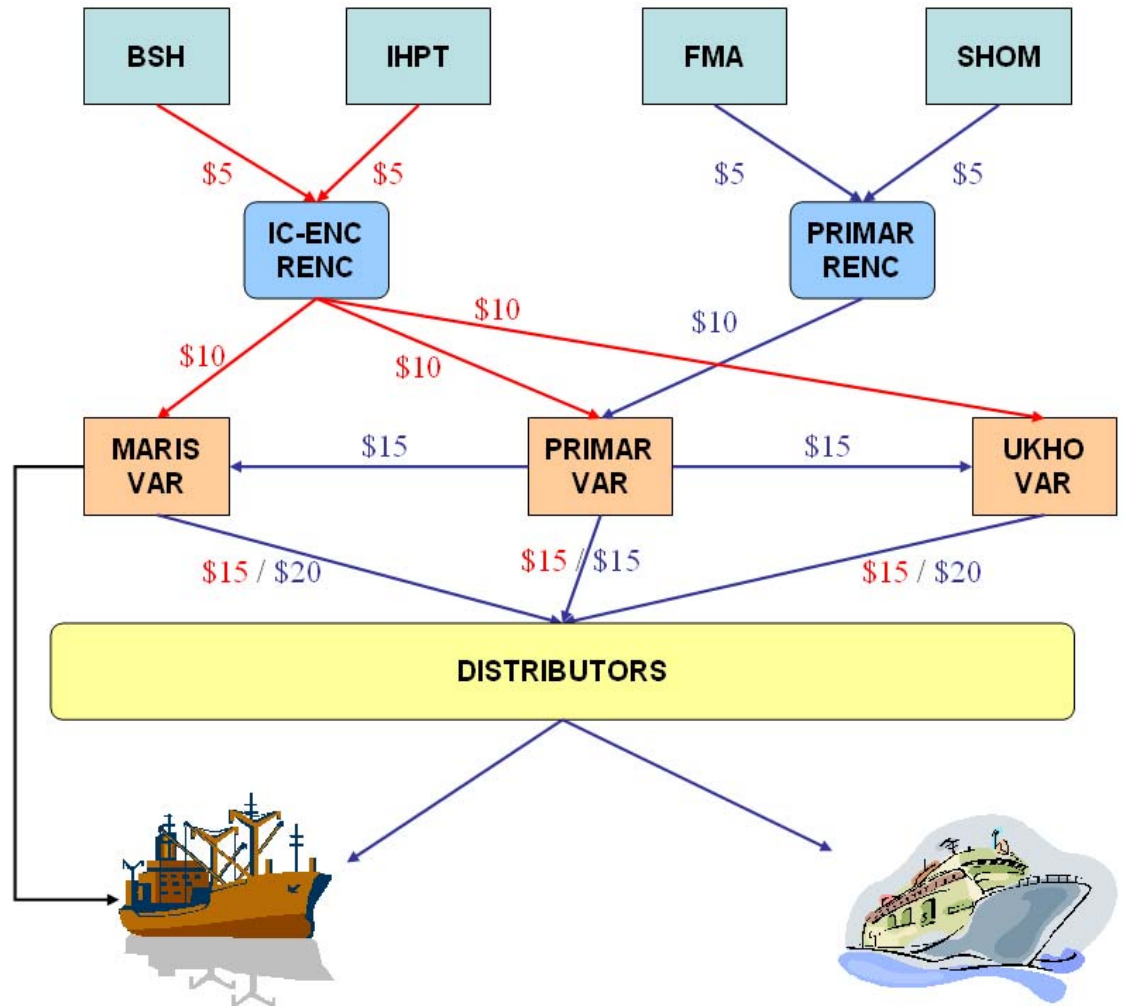 BSH
IHPT
FMA
SHOM
$5
$5
$5
$5
IC-ENC
RENC
PRIMAR
RENC
$10
$10
$10
$10
MARIS
VAR
$15
PRIMAR
VAR
$15
UKHO
VAR
$15 / $20
$15 / $15
$15 / $20
DISTRIBUTORS